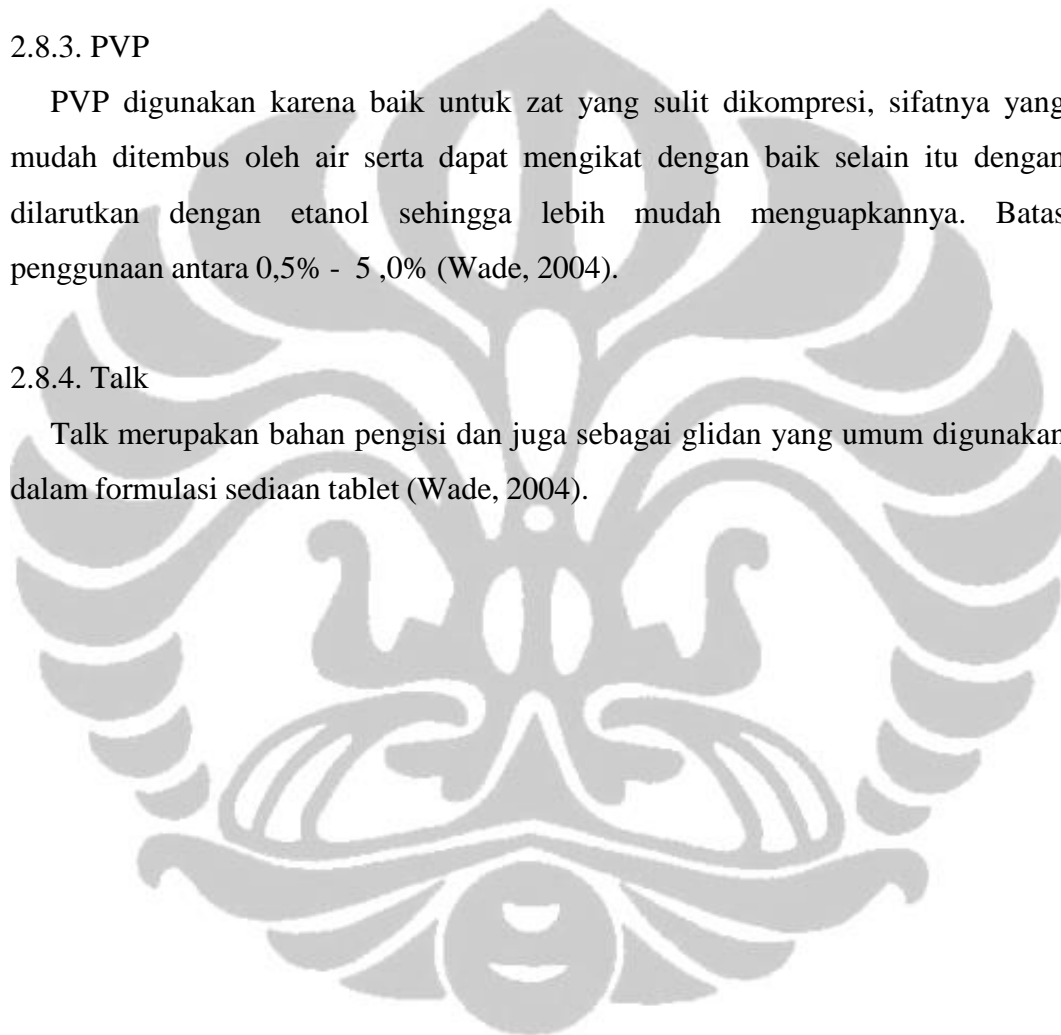 2.8.3. PVP
PVP digunakan karena baik untuk zat yang sulit dikompresi, sifatnya yang
mudah ditembus oleh air serta dapat mengikat dengan baik selain itu dengan
dilarutkan dengan etanol sehingga lebih mudah menguapkannya. Batas
penggunaan antara 0,5% - 5 ,0% (Wade, 2004).
2.8.4. Talk
Talk merupakan bahan pengisi dan juga sebagai glidan yang umum digunakan
dalam formulasi sediaan tablet (Wade, 2004).